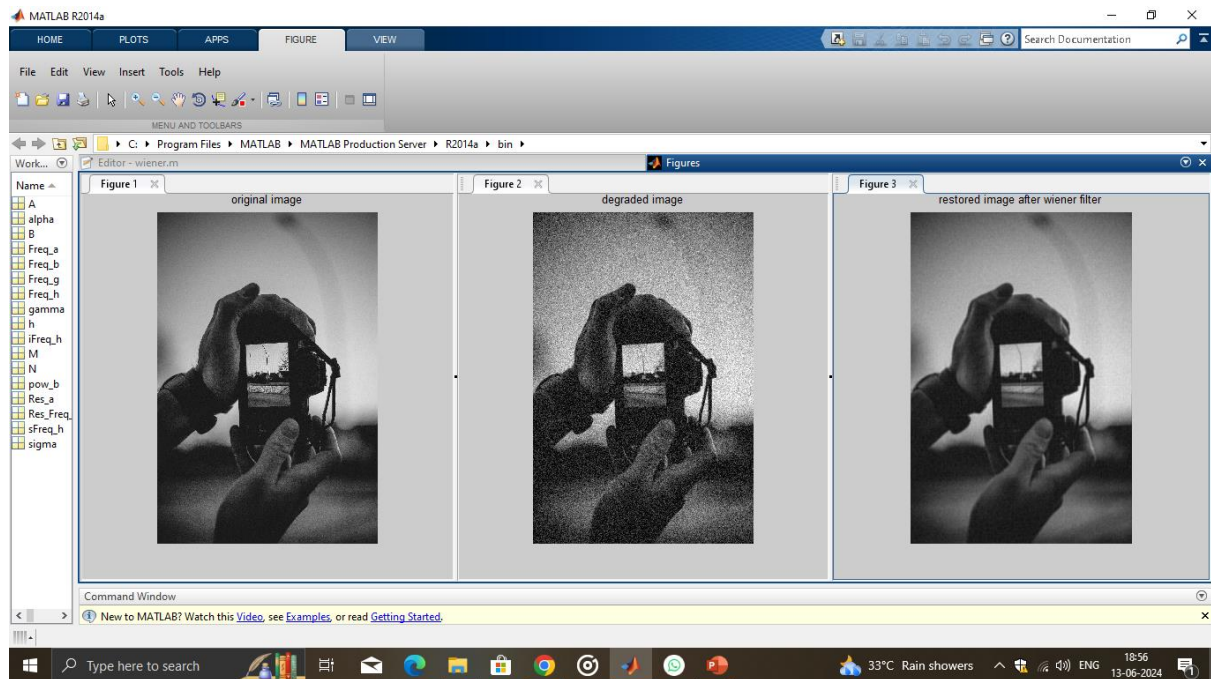 MATLAB R2014a
HOME PLOTS APPS FIGURE VIEW Search Documentation
File Edit View Insert Tools Help
MENU AND TOOLBARS
C: Program Files MATLAB MATLAB Production Server R2014a bin
Work... Editor - wiener.m Figures
Name Figure 1 Figure 2 Figure 3
original image degraded image restored image after wiener filter
A
alpha
B
Freq_a
Freq_b
Freq_g
Freq_h
gamma
h
iFreq_h
M
N
pow_b
Res_a
Res_Freq_
sFreq_h
sigma
Command Window
New to MATLAB? Watch this Video, see Examples, or read Getting Started.
Type here to search 33°C Rain showers ENG 18:56
13-06-2024 1